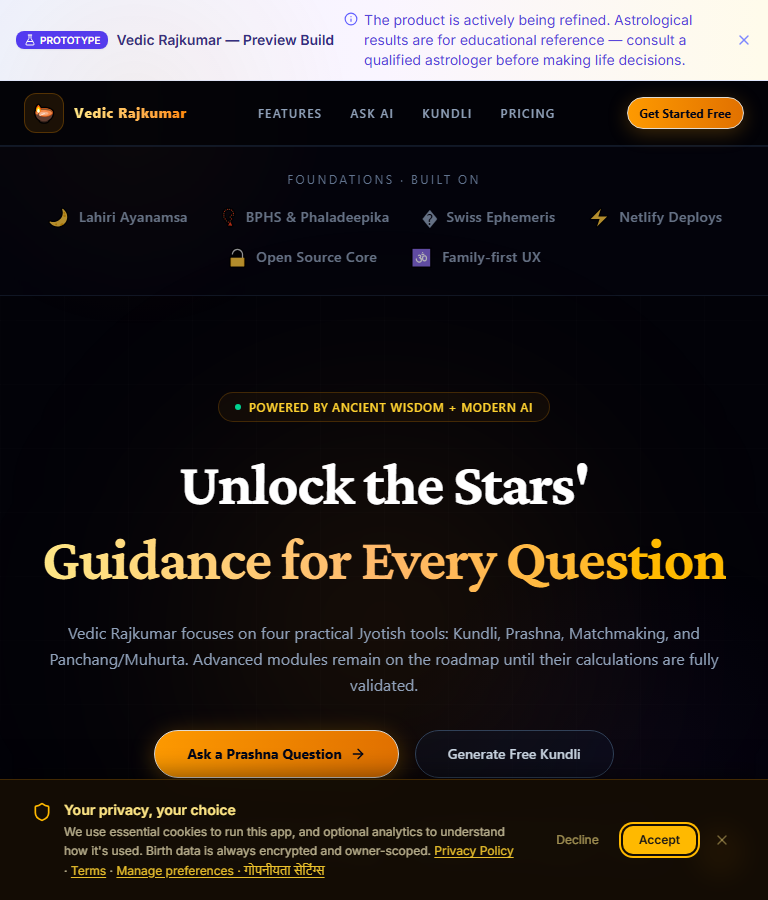 PROTOTYPE
Vedic Rajkumar — Preview Build
The product is actively being refined. Astrological
results are for educational reference — consult a
qualified astrologer before making life decisions.
Vedic Rajkumar
FEATURES
ASK AI
KUNDLI
PRICING
Get Started Free
FOUNDATIONS · BUILT ON
Lahiri Ayanamsa
BPHS & Phaladeepika
Swiss Ephemeris
Netlify Deploys
Open Source Core
Family-first UX
POWERED BY ANCIENT WISDOM + MODERN AI
Unlock the Stars'
Guidance for Every Question
Vedic Rajkumar focuses on four practical Jyotish tools: Kundli, Prashna, Matchmaking, and
Panchang/Muhurta. Advanced modules remain on the roadmap until their calculations are fully
validated.
Ask a Prashna Question →
Generate Free Kundli
Your privacy, your choice
We use essential cookies to run this app, and optional analytics to understand
how it's used. Birth data is always encrypted and owner-scoped. Privacy Policy
· Terms · Manage preferences · गोपनीयता सेटिंग्स
Decline
Accept